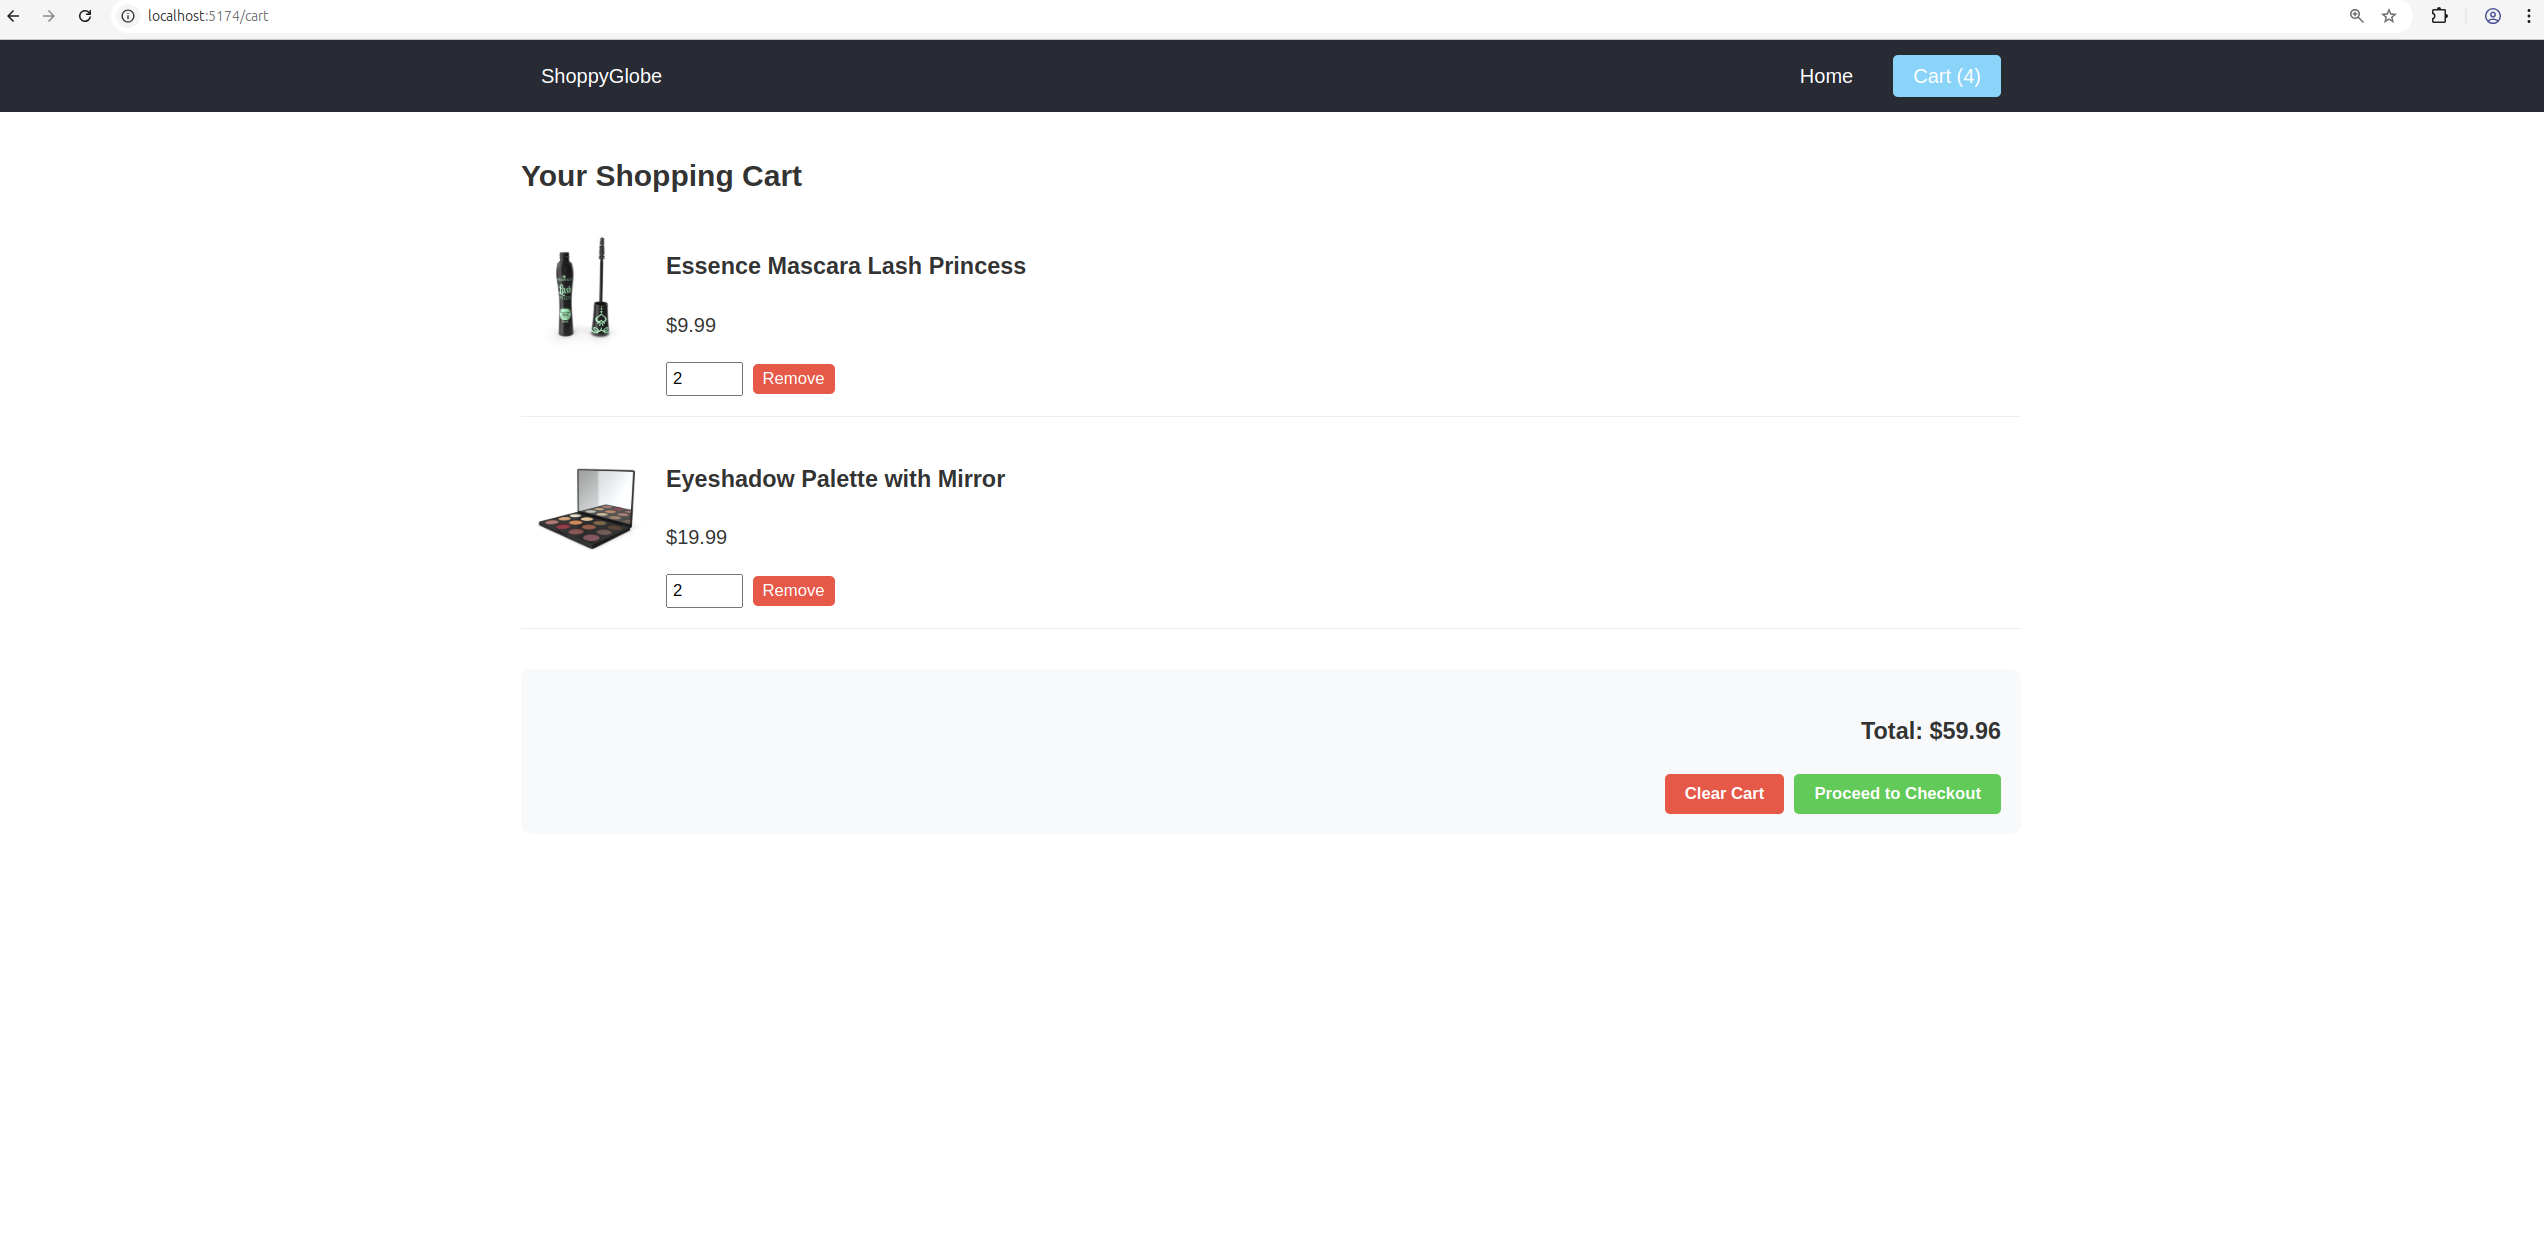 localhost:5174/cart
ShoppyGlobe
Home
Cart (4)
Your Shopping Cart
Essence Mascara Lash Princess
$9.99
2
Remove
Eyeshadow Palette with Mirror
$19.99
2
Remove
Total: $59.96
Clear Cart
Proceed to Checkout